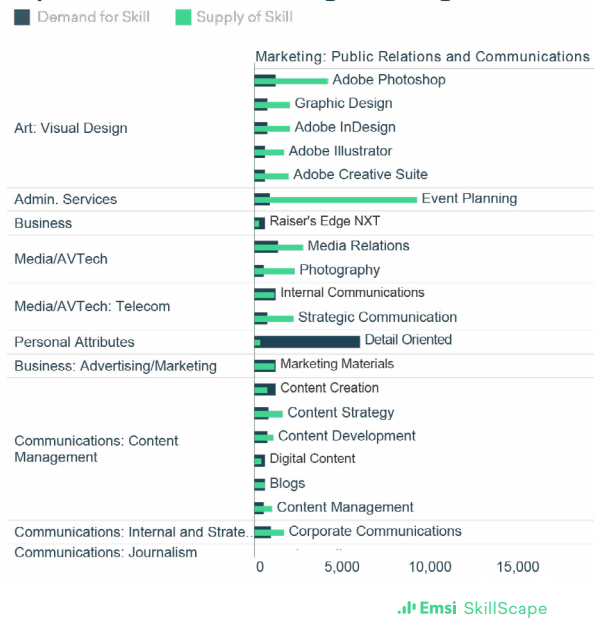 Demand for Skill Supply of Skill
Marketing: Public Relations and Communications
Art: Visual Design
Adobe Photoshop
Graphic Design
Adobe InDesign
Adobe Illustrator
Adobe Creative Suite
Admin. Services
Event Planning
Business
Raiser's Edge NXT
Media/AVTech
Media Relations
Photography
Media/AVTech: Telecom
Internal Communications
Strategic Communication
Personal Attributes
Detail Oriented
Business: Advertising/Marketing
Marketing Materials
Communications: Content
Management
Content Creation
Content Strategy
Content Development
Digital Content
Blogs
Content Management
Communications: Internal and Strate...
Corporate Communications
Communications: Journalism
0 5,000 10,000 15,000
Emsi SkillScape